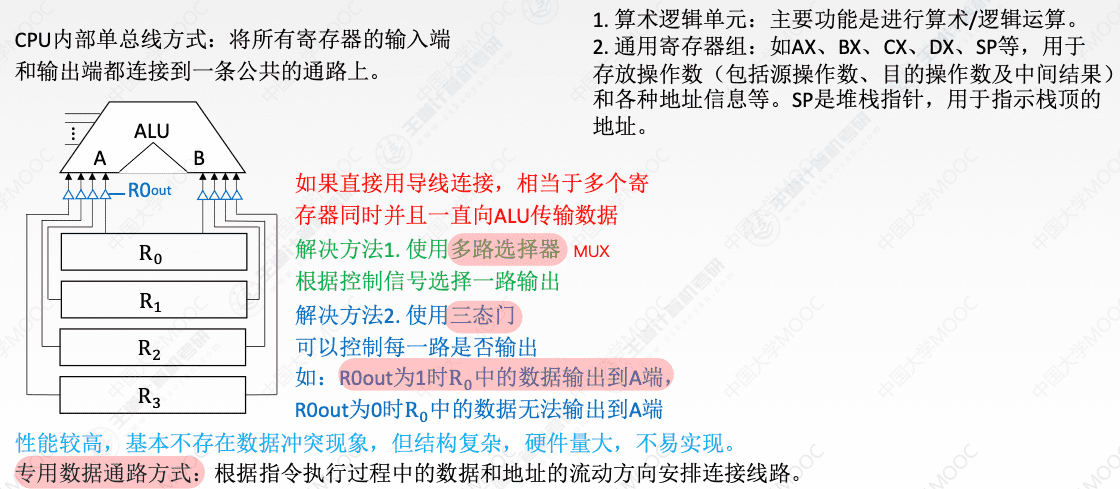 CPU内部单总线方式：将所有寄存器的输入端
和输出端都连接到一条公共的通路上。
1. 算术逻辑单元：主要功能是进行算术/逻辑运算。
2. 通用寄存器组：如AX、BX、CX、DX、SP等，用于
存放操作数（包括源操作数、目的操作数及中间结果）
和各种地址信息等。SP是堆栈指针，用于指示栈顶的
地址。
ALU
A
B
R0out
R0
R1
R2
R3
如果直接用导线连接，相当于多个寄
存器同时并且一直向ALU传输数据
解决方法1. 使用多路选择器 MUX
根据控制信号选择一路输出
解决方法2. 使用三态门
可以控制每一路是否输出
如：R0out为1时R0中的数据输出到A端，
R0out为0时R0中的数据无法输出到A端
性能较高，基本不存在数据冲突现象，但结构复杂，硬件量大，不易实现。
专用数据通路方式：根据指令执行过程中的数据和地址的流动方向安排连接线路。
中国大学MOOC
王道计算机考研